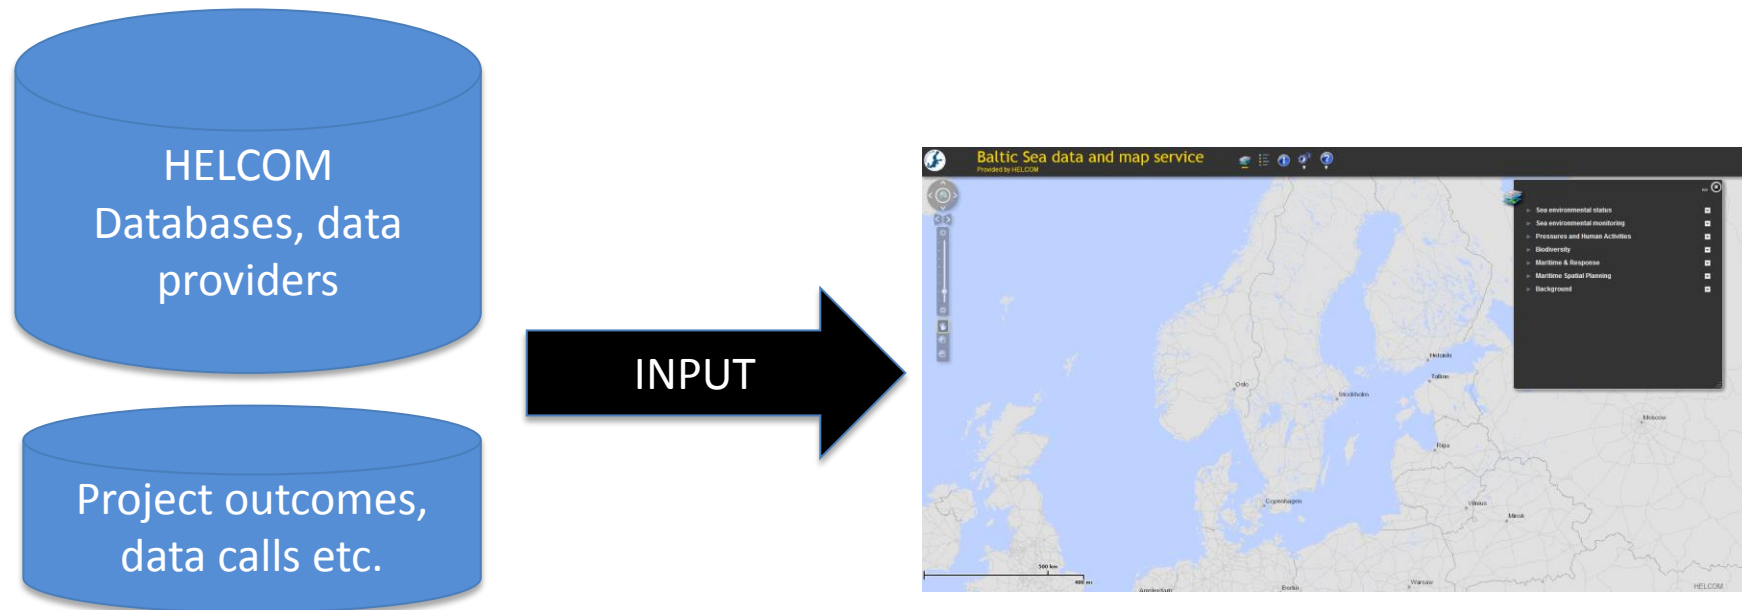 HELCOM
Databases, data
providers
Project outcomes,
data calls etc.
INPUT
Baltic Sea data and map service
Provided by HELCOM
Sea environmental status
Sea environmental monitoring
Pressures and Human Activities
Biodiversity
Maritime & Response
Maritime Spatial Planning
Background
Helsinki
Tallinn
Oslo
Stockholm
Moscow
Riga
Copenhagen
Vilnius
Minsk
500 km
400 mi
Amsterdam
Berlin
Warsaw
HELCOM